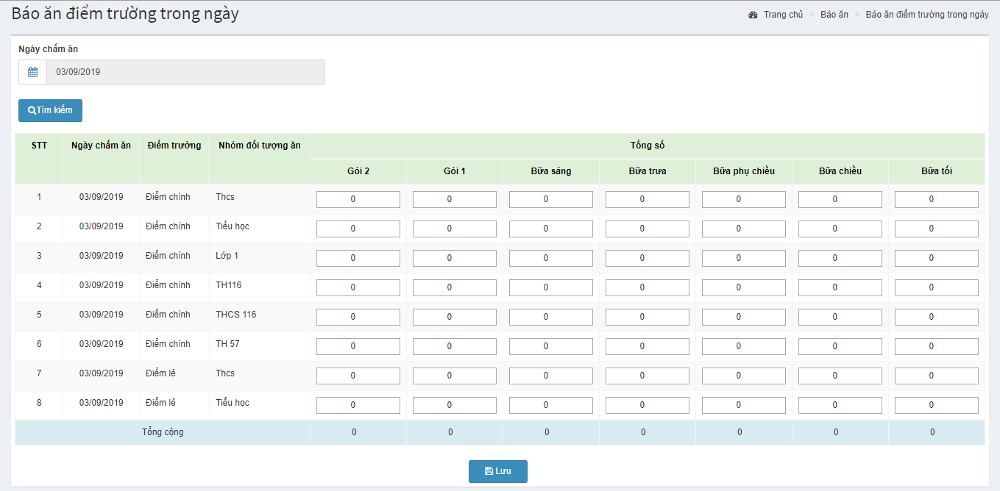 Báo ăn điểm trường trong ngày
Trang chủ > Báo ăn > Báo ăn điểm trường trong ngày
Ngày chấm ăn
03/09/2019
Tìm kiếm
STT Ngày chấm ăn Điểm trường Nhóm đối tượng ăn Tổng số
Gói 2 Gói 1 Bữa sáng Bữa trưa Bữa phụ chiều Bữa chiều Bữa tối
1 03/09/2019 Điểm chính Thcs 0 0 0 0 0 0 0
2 03/09/2019 Điểm chính Tiểu học 0 0 0 0 0 0 0
3 03/09/2019 Điểm chính Lớp 1 0 0 0 0 0 0 0
4 03/09/2019 Điểm chính TH116 0 0 0 0 0 0 0
5 03/09/2019 Điểm chính THCS 116 0 0 0 0 0 0 0
6 03/09/2019 Điểm chính TH 57 0 0 0 0 0 0 0
7 03/09/2019 Điểm lẻ Thcs 0 0 0 0 0 0 0
8 03/09/2019 Điểm lẻ Tiểu học 0 0 0 0 0 0 0
Tổng cộng 0 0 0 0 0 0 0
Lưu